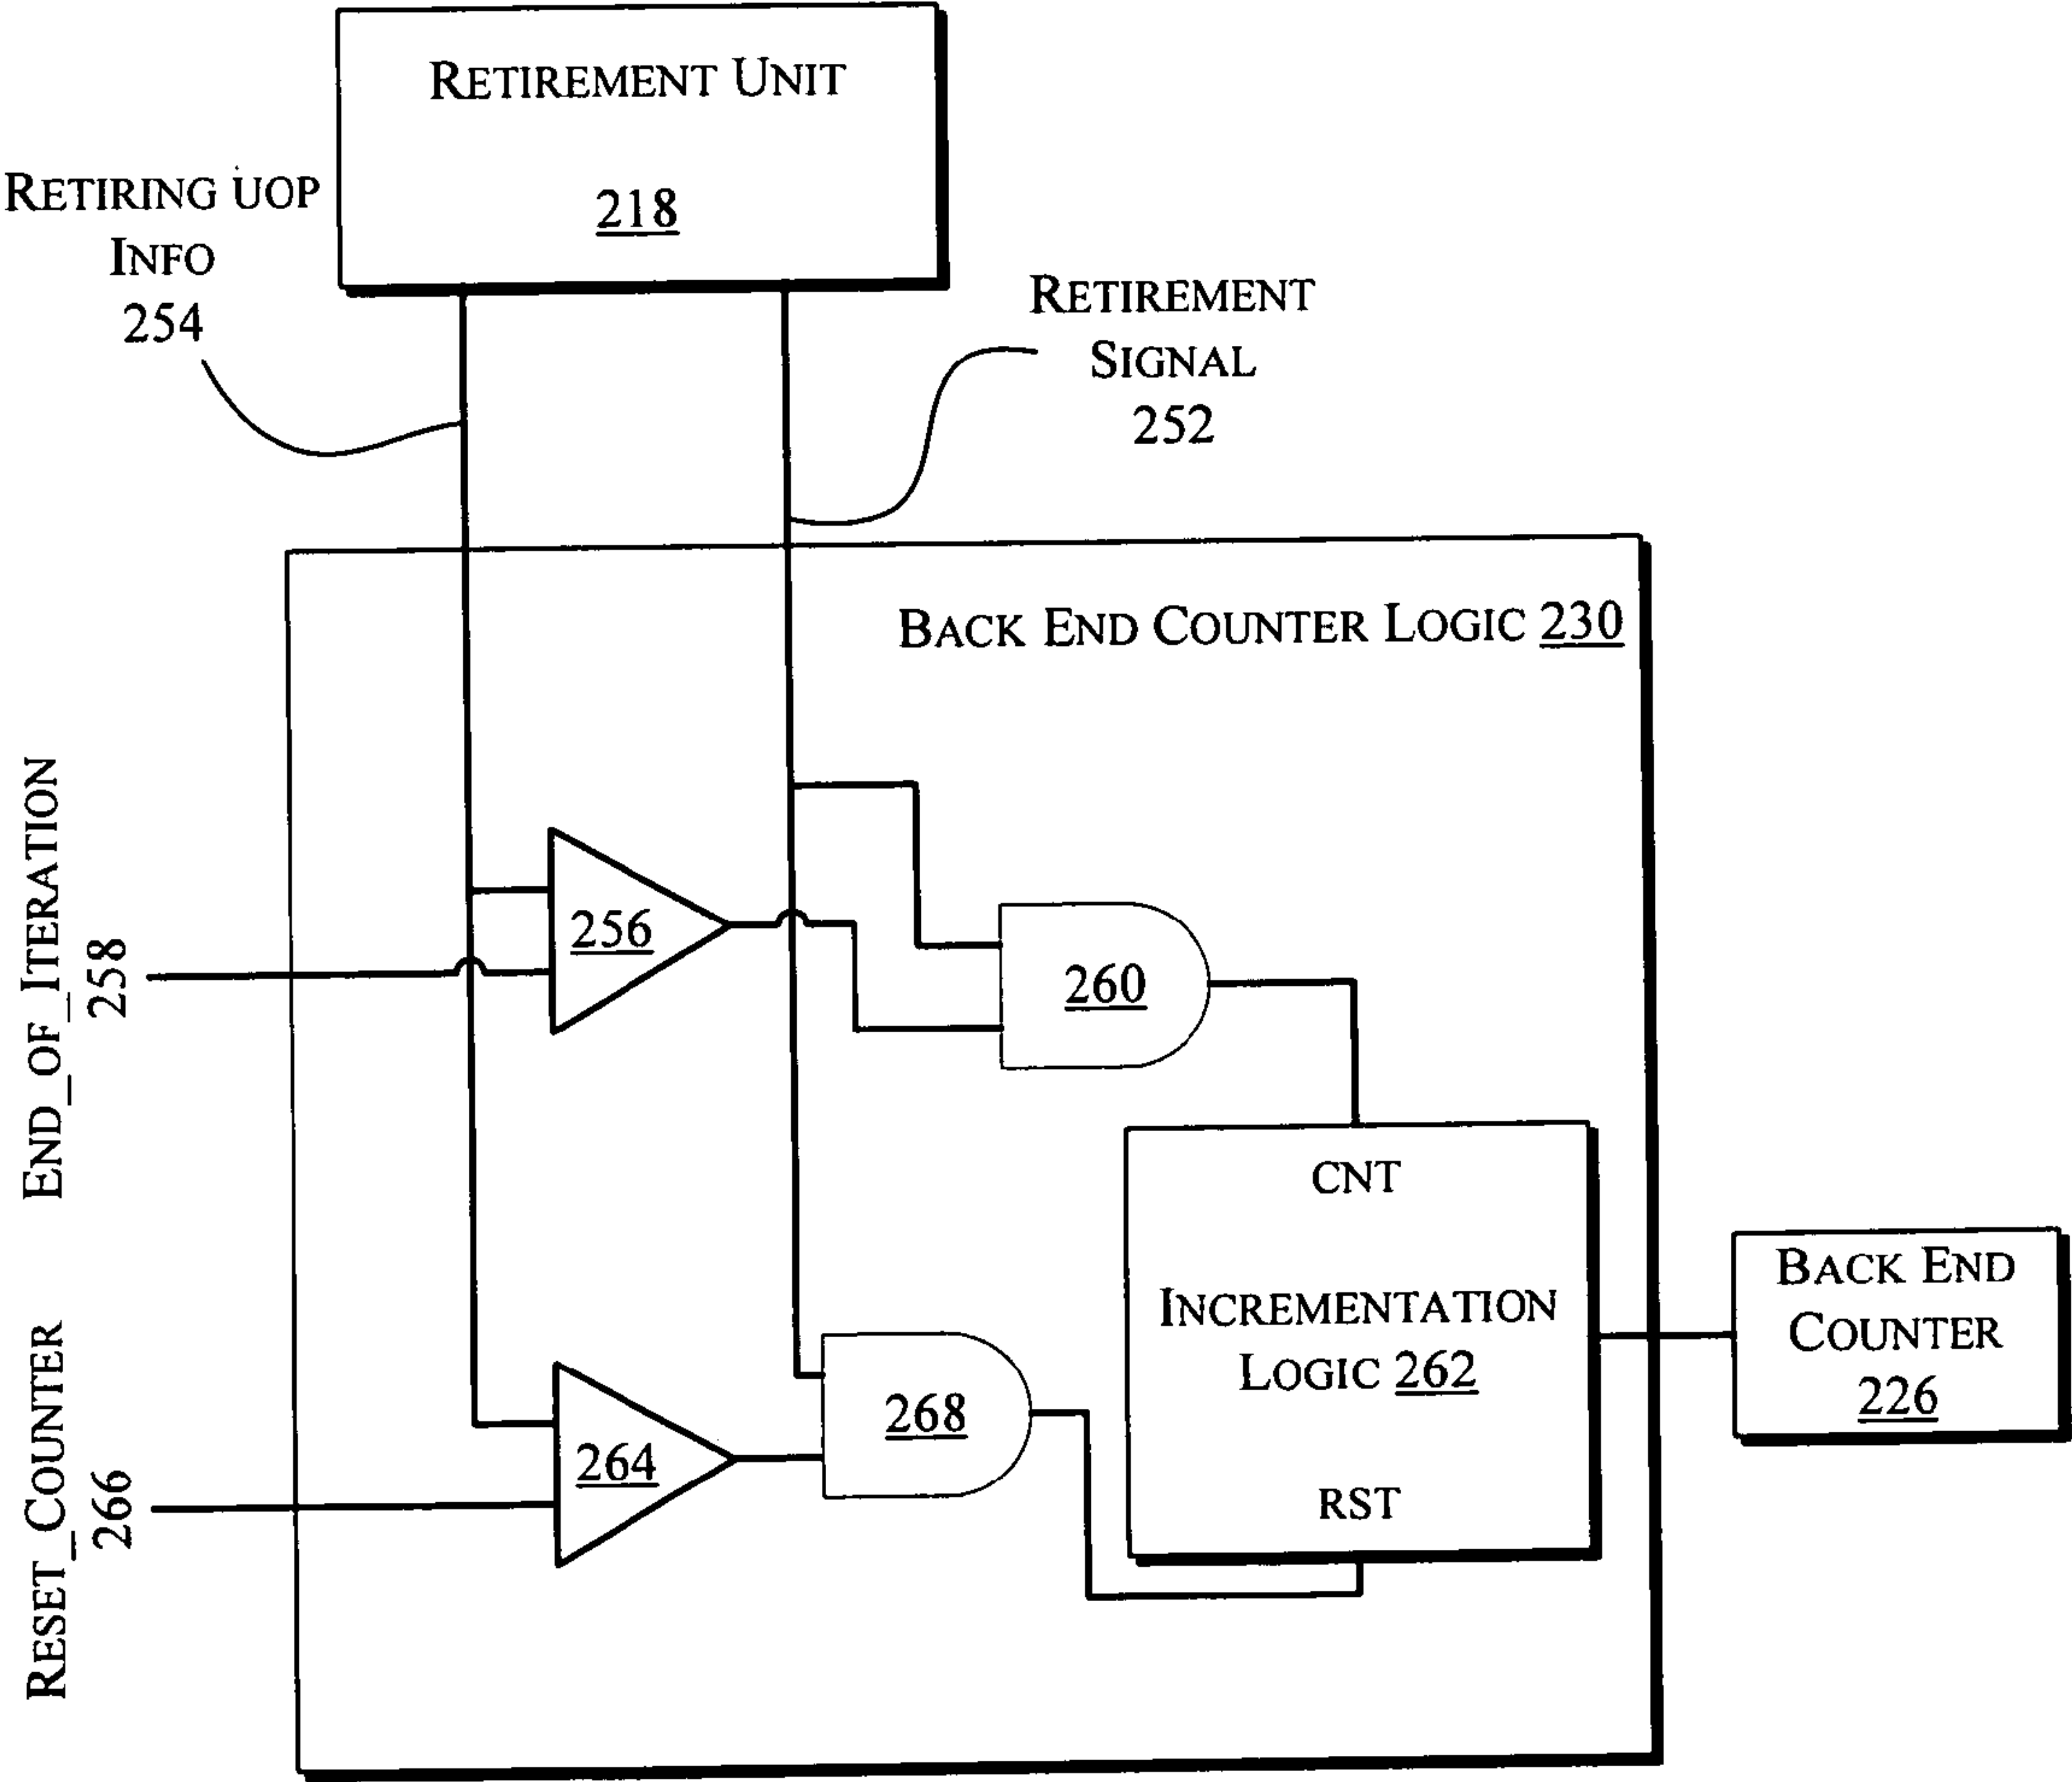 RETIREMENT UNIT
218
RETIRING UOP
INFO
254
RETIREMENT
SIGNAL
252
BACK END COUNTER LOGIC 230
END_OF_ITERATION
258
256
260
CNT
INCREMENTATION
LOGIC 262
RST
BACK END
COUNTER
226
RESET_COUNTER
266
264
268